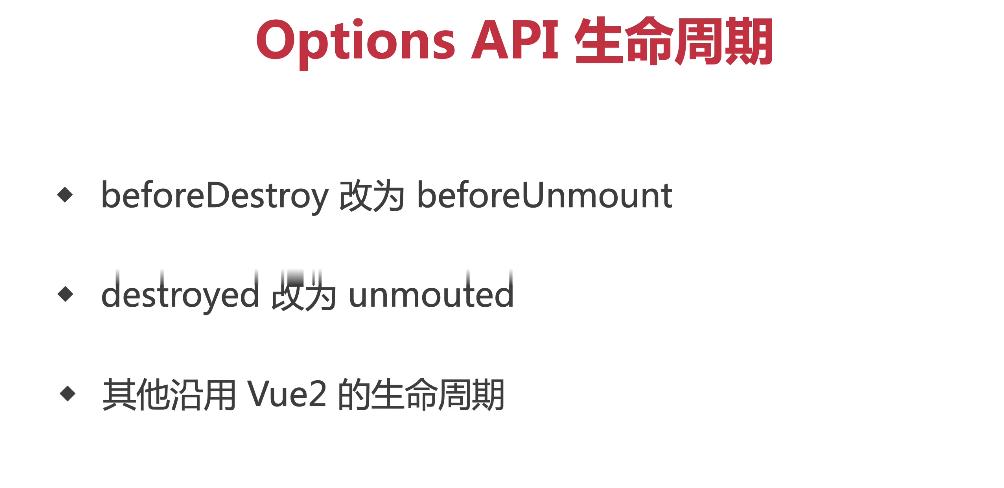 Options API 生命周期
◆ beforeDestroy 改为 beforeUnmount
◆ destroyed 改为 unmouted
◆ 其他沿用 Vue2 的生命周期